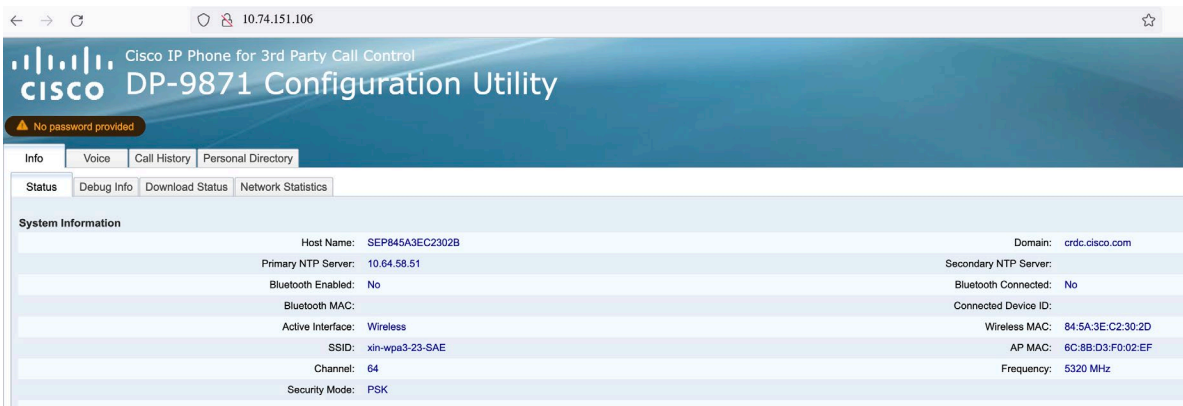 10.74.151.106
Cisco IP Phone for 3rd Party Call Control
CISCO DP-9871 Configuration Utility
No password provided
Info Voice Call History Personal Directory
Status Debug Info Download Status Network Statistics
System Information
Host Name: SEP845A3EC2302B Domain: crdc.cisco.com
Primary NTP Server: 10.64.58.51 Secondary NTP Server:
Bluetooth Enabled: No Bluetooth Connected: No
Bluetooth MAC: Connected Device ID:
Active Interface: Wireless Wireless MAC: 84:5A:3E:C2:30:2D
SSID: xin-wpa3-23-SAE AP MAC: 6C:8B:D3:F0:02:EF
Channel: 64 Frequency: 5320 MHz
Security Mode: PSK